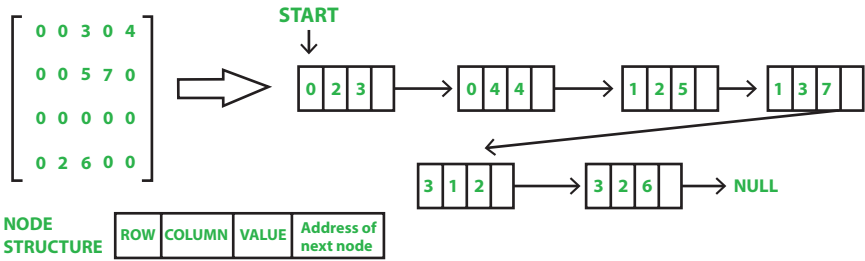 START
0 0 3 0 4
0 0 5 7 0
0 0 0 0 0
0 2 6 0 0
0 2 3
0 4 4
1 2 5
1 3 7
3 1 2
3 2 6
NULL
NODE
STRUCTURE
ROW
COLUMN
VALUE
Address of
next node